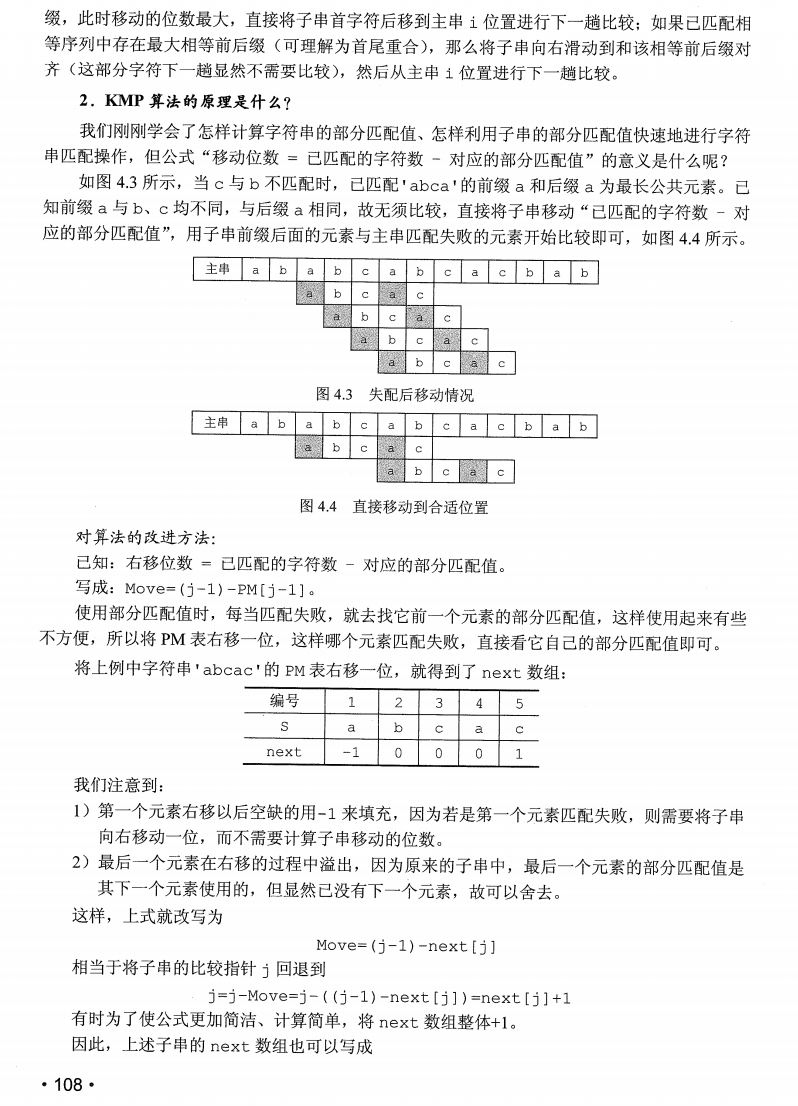 缀，此时移动的位数最大，直接将子串首字符后移到主串 i 位置进行下一趟比较；如果已匹配相
等序列中存在最大相等前后缀（可理解为首尾重合），那么将子串向右滑动到和该相等前后缀对
齐（这部分字符下一趟显然不需要比较），然后从主串 i 位置进行下一趟比较。
2．KMP 算法的原理是什么？
我们刚刚学会了怎样计算字符串的部分匹配值、怎样利用子串的部分匹配值快速地进行字符
串匹配操作，但公式“移动位数 = 已匹配的字符数 - 对应的部分匹配值”的意义是什么呢？
如图 4.3 所示，当 c 与 b 不匹配时，已匹配'abca'的前缀 a 和后缀 a 为最长公共元素。已
知前缀 a 与 b、c 均不同，与后缀 a 相同，故无须比较，直接将子串移动“已匹配的字符数 - 对
应的部分匹配值”，用子串前缀后面的元素与主串匹配失败的元素开始比较即可，如图 4.4 所示。
主串 a b a b c a b c a c b a b
a b c a c
a b c a c
a b c a c
a b c a c
图 4.3 失配后移动情况
主串 a b a b c a b c a c b a b
a b c a c
a b c a c
图 4.4 直接移动到合适位置
对算法的改进方法：
已知：右移位数 = 已匹配的字符数 - 对应的部分匹配值。
写成：Move=(j-1)-PM[j-1]。
使用部分匹配值时，每当匹配失败，就去找它前一个元素的部分匹配值，这样使用起来有些
不方便，所以将 PM 表右移一位，这样哪个元素匹配失败，直接看它自己的部分匹配值即可。
将上例中字符串'abcac'的 PM 表右移一位，就得到了 next 数组：
编号 1 2 3 4 5
S a b c a c
next -1 0 0 0 1
我们注意到：
1）第一个元素右移以后空缺的用-1 来填充，因为若是第一个元素匹配失败，则需要将子串
向右移动一位，而不需要计算子串移动的位数。
2）最后一个元素在右移的过程中溢出，因为原来的子串中，最后一个元素的部分匹配值是
其下一个元素使用的，但显然已没有下一个元素，故可以舍去。
这样，上式就改写为
Move=(j-1)-next[j]
相当于将子串的比较指针 j 回退到
j=j-Move=j-((j-1)-next[j])=next[j]+1
有时为了使公式更加简洁、计算简单，将 next 数组整体+1。
因此，上述子串的 next 数组也可以写成
·108·